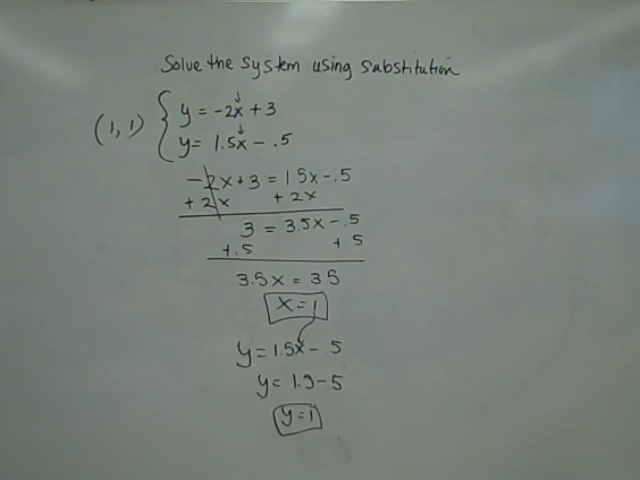 Solve the system using substitution
(1,1) { y = -2x + 3
y = 1.5x - .5
-2x + 3 = 1 5x - .5
+ 2x + 2x
3 = 3.5x - .5
+.5 + 5
3.5x = 3 5
x = 1
y = 1.5x - 5
y = 1.5 - 5
y = 1